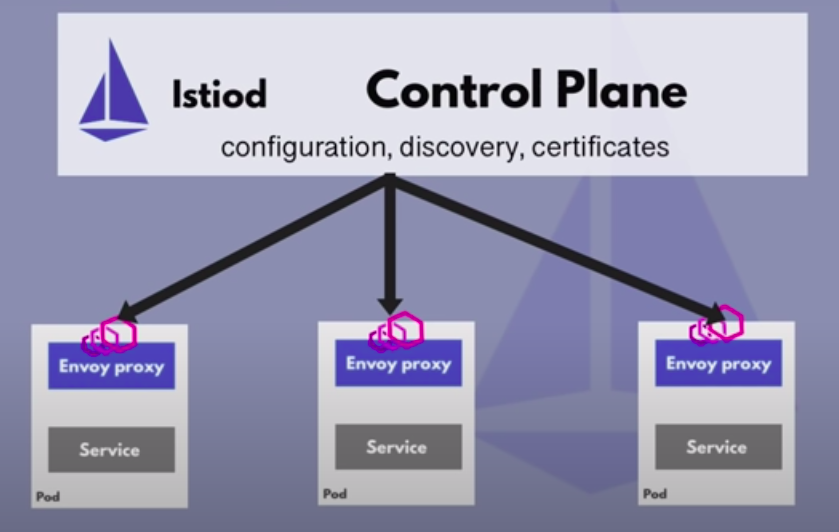 Istiod
Control Plane
configuration, discovery, certificates
Envoy proxy
Service
Pod
Envoy proxy
Service
Pod
Envoy proxy
Service
Pod